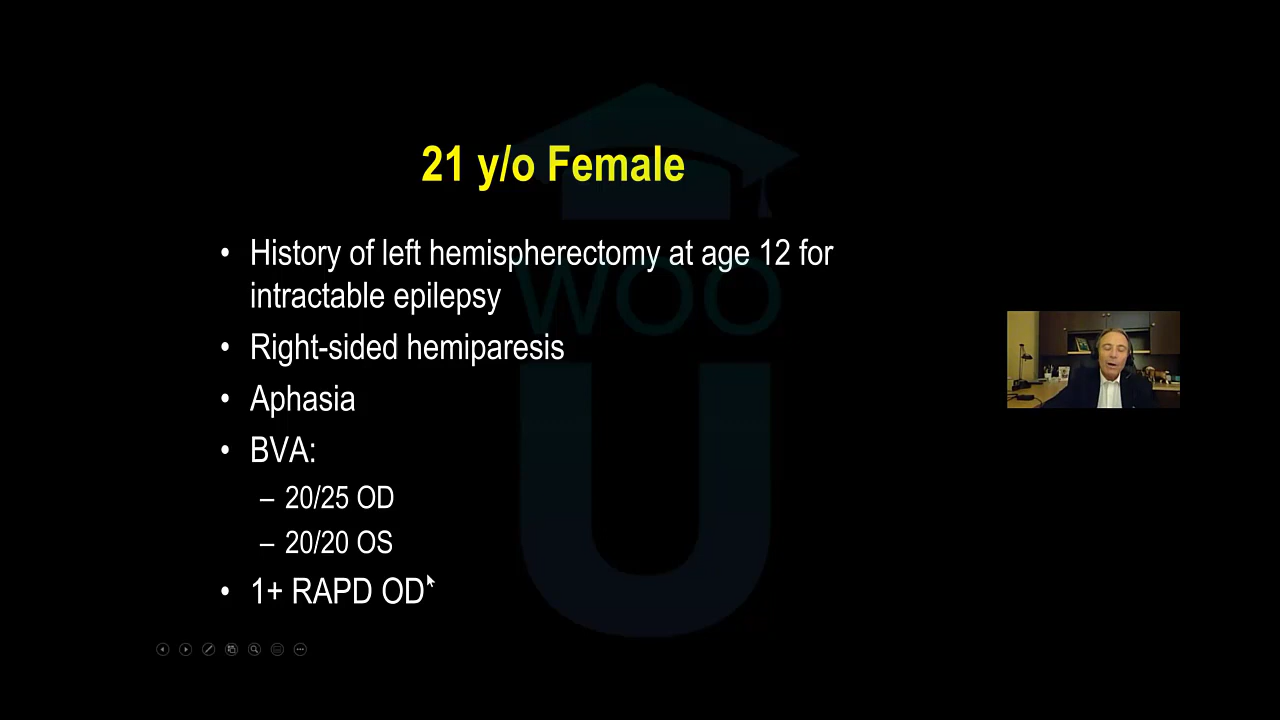 21 y/o Female
• History of left hemispherectomy at age 12 for
intractable epilepsy
• Right-sided hemiparesis
• Aphasia
• BVA:
– 20/25 OD
– 20/20 OS
• 1+ RAPD OD
WOO
U